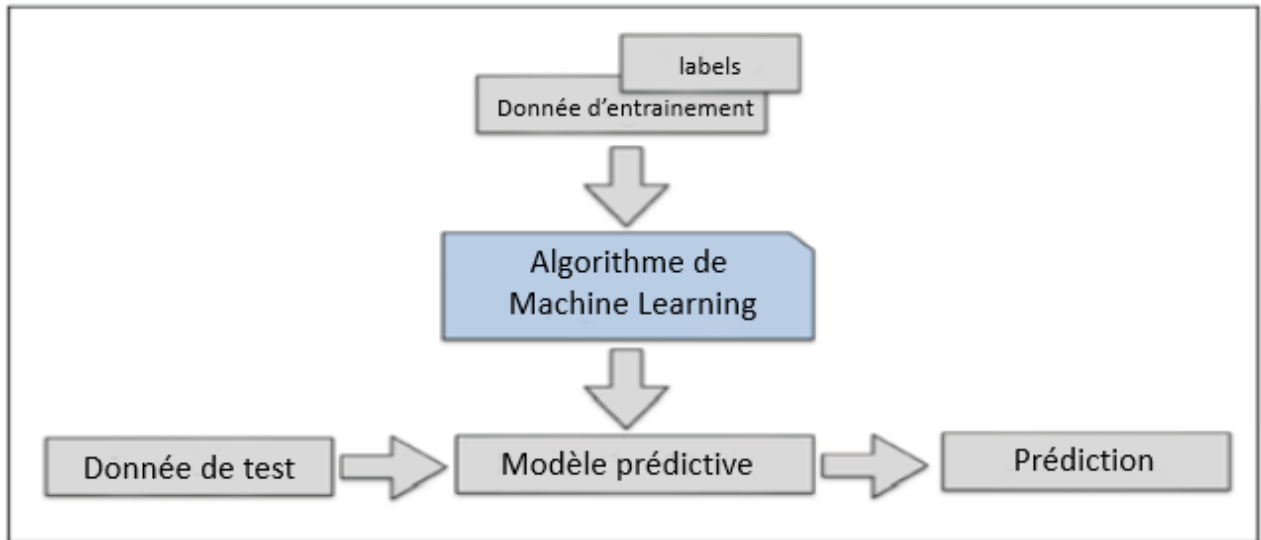 labels
Donnée d'entrainement
Algorithme de
Machine Learning
Donnée de test
Modèle prédictive
Prédiction